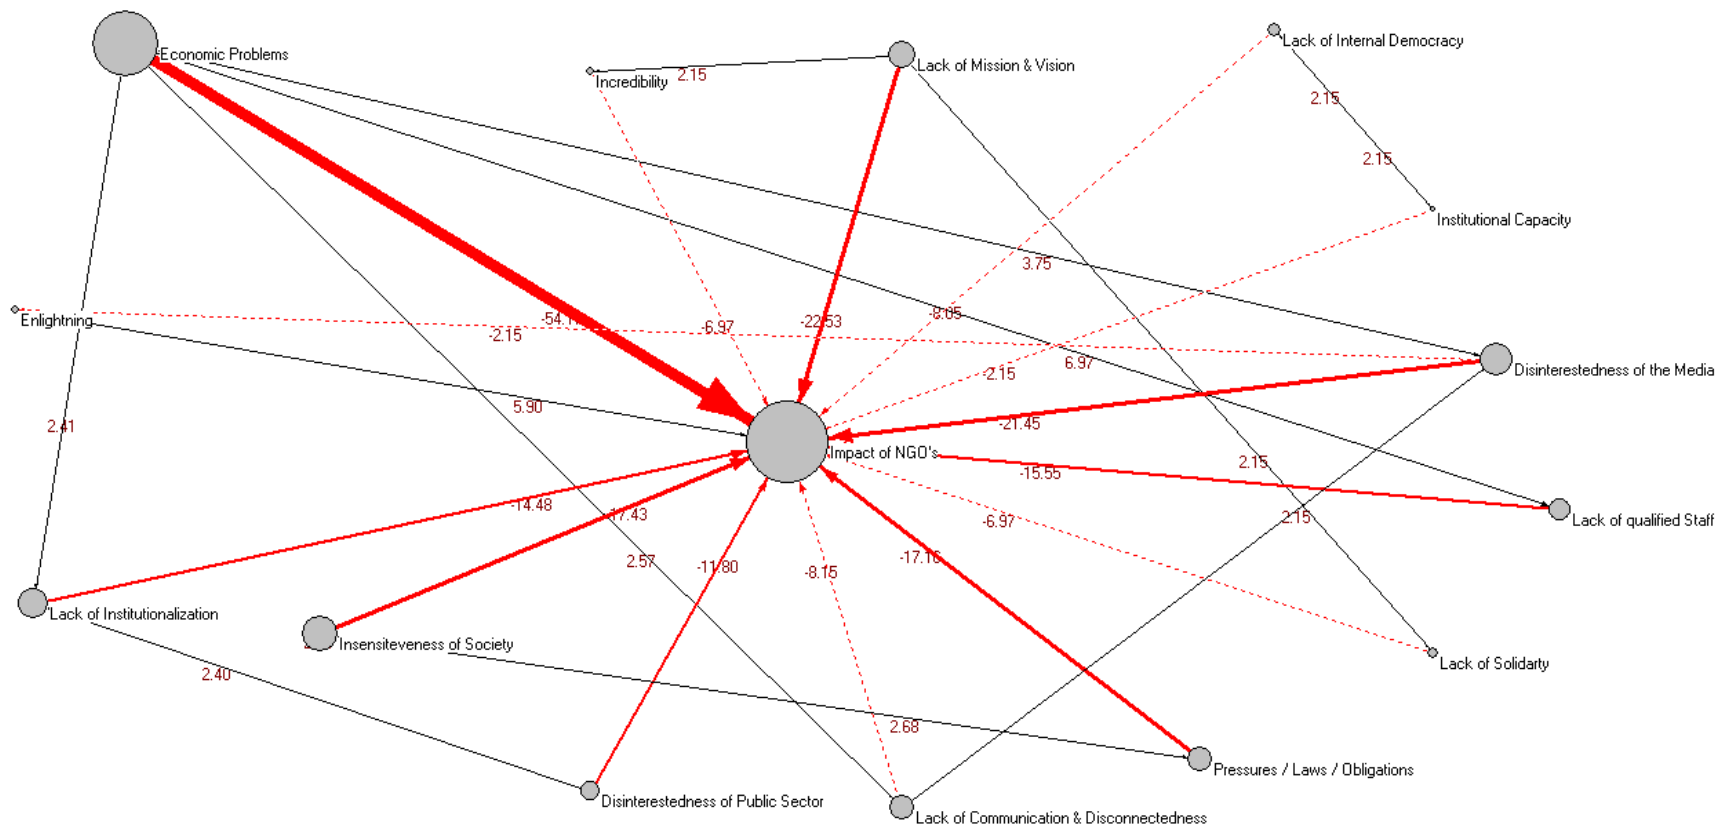 Economic Problems
Incredibility
2.15
Lack of Mission & Vision
Lack of Internal Democracy
2.15
2.15
Institutional Capacity
3.75
Enlightning
-2.15
-6.97
-22.53
-8.05
6.97
-2.15
Disinterestedness of the Media
5.90
2.41
-21.45
Impact of NGO's
2.15
-15.55
-14.48
-17.43
-6.97
2.15
Lack of qualified Staff
2.57
-11.80
-8.15
-17.16
Lack of Institutionalization
Insensiteveness of Society
2.40
Lack of Solidarty
2.68
Pressures / Laws / Obligations
Disinterestedness of Public Sector
Lack of Communication & Disconnectedness